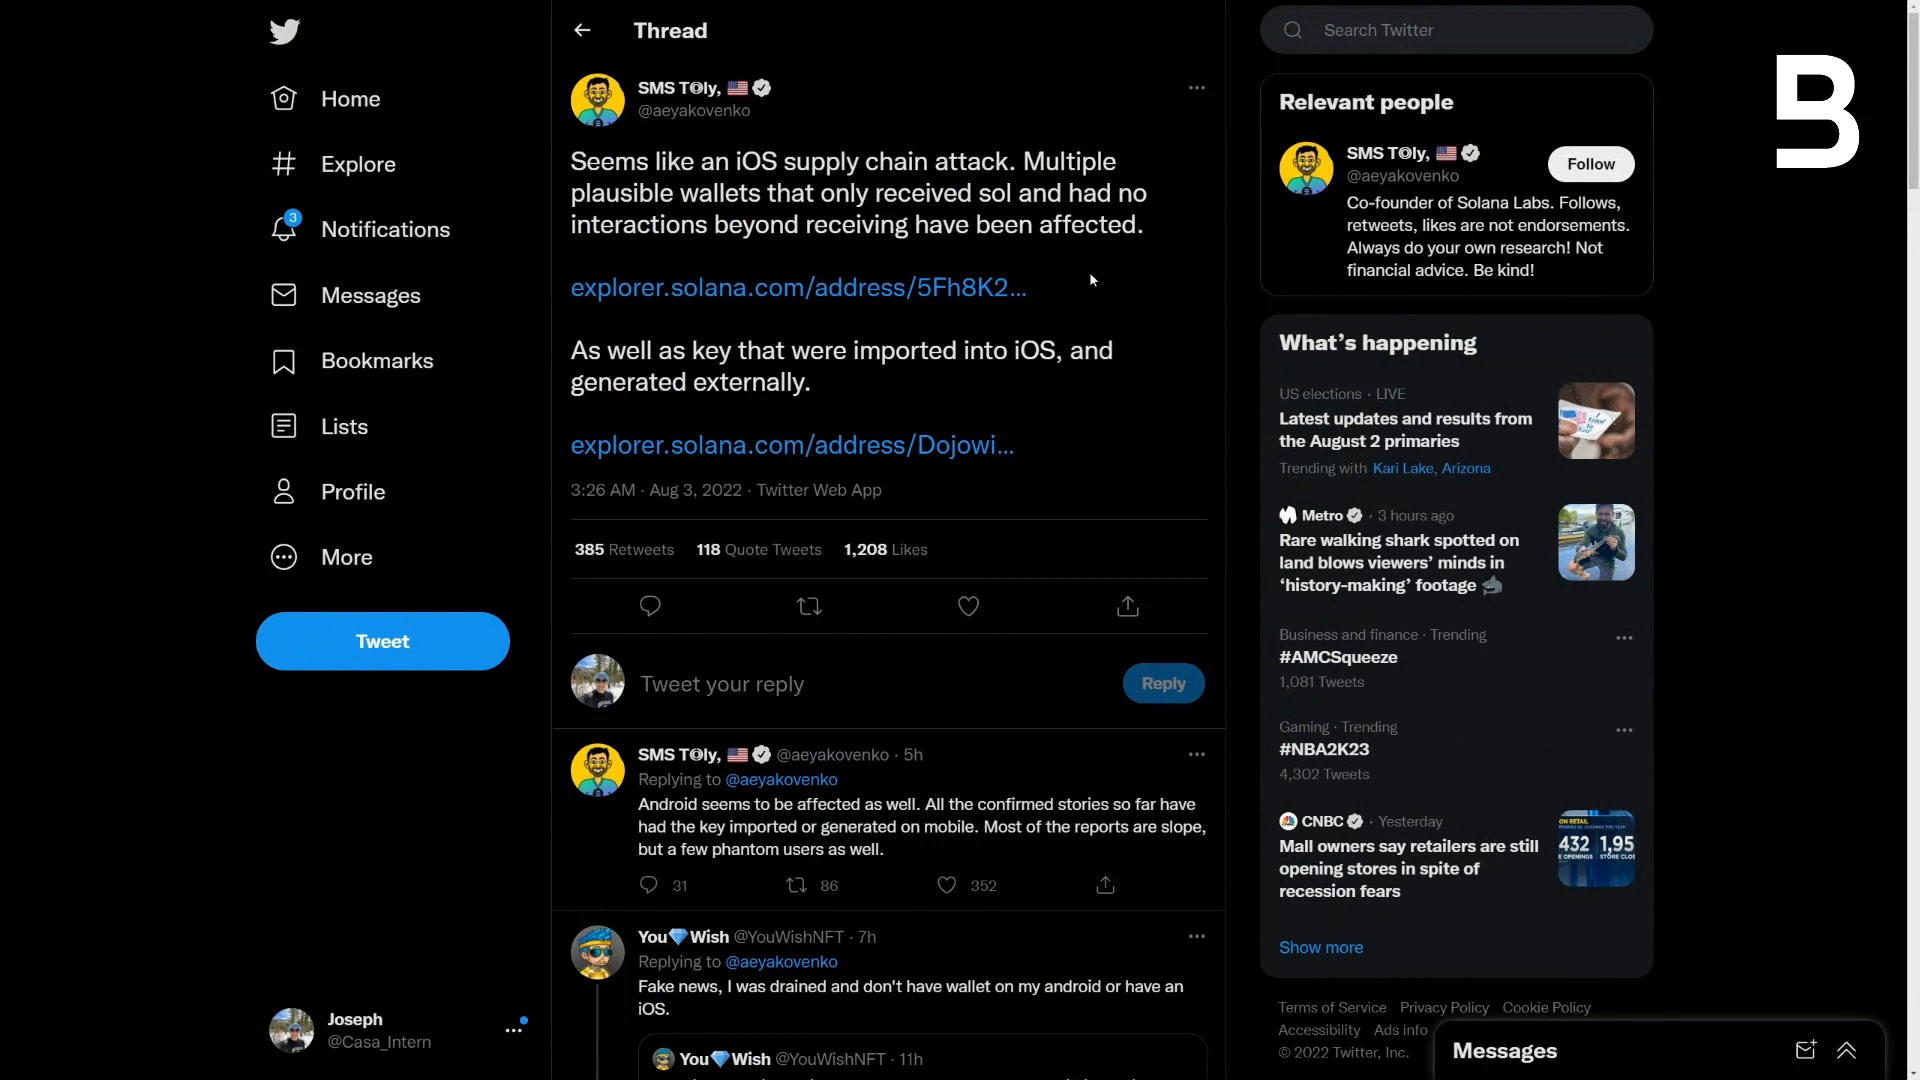 Home
Explore
3
Notifications
Messages
Bookmarks
Lists
Profile
More
Tweet
Joseph
@Casa_Intern
Thread
SMS T◎ly, 🇺🇸
@aeyakovenko
Seems like an iOS supply chain attack. Multiple
plausible wallets that only received sol and had no
interactions beyond receiving have been affected.
explorer.solana.com/address/5Fh8K2...
As well as key that were imported into iOS, and
generated externally.
explorer.solana.com/address/Dojowi...
3:26 AM · Aug 3, 2022 · Twitter Web App
385 Retweets 118 Quote Tweets 1,208 Likes
Tweet your reply
Reply
SMS T◎ly, 🇺🇸 @aeyakovenko · 5h
Replying to @aeyakovenko
Android seems to be affected as well. All the confirmed stories so far have
had the key imported or generated on mobile. Most of the reports are slope,
but a few phantom users as well.
31 86 352
You💎Wish @YouWishNFT · 7h
Replying to @aeyakovenko
Fake news, I was drained and don't have wallet on my android or have an
iOS.
You💎Wish @YouWishNFT · 11h
Search Twitter
B
Relevant people
SMS T◎ly, 🇺🇸
@aeyakovenko
Follow
Co-founder of Solana Labs. Follows,
retweets, likes are not endorsements.
Always do your own research! Not
financial advice. Be kind!
What's happening
US elections · LIVE
Latest updates and results from
the August 2 primaries
Trending with Kari Lake, Arizona
Metro · 3 hours ago
Rare walking shark spotted on
land blows viewers' minds in
'history-making' footage 🦈
Business and finance · Trending
#AMCSqueeze
1,081 Tweets
Gaming · Trending
#NBA2K23
4,302 Tweets
CNBC · Yesterday
Mall owners say retailers are still
opening stores in spite of
recession fears
ON RETAIL
432 1,95
Show more
Terms of Service Privacy Policy Cookie Policy
Accessibility Ads info
© 2022 Twitter, Inc.
Messages